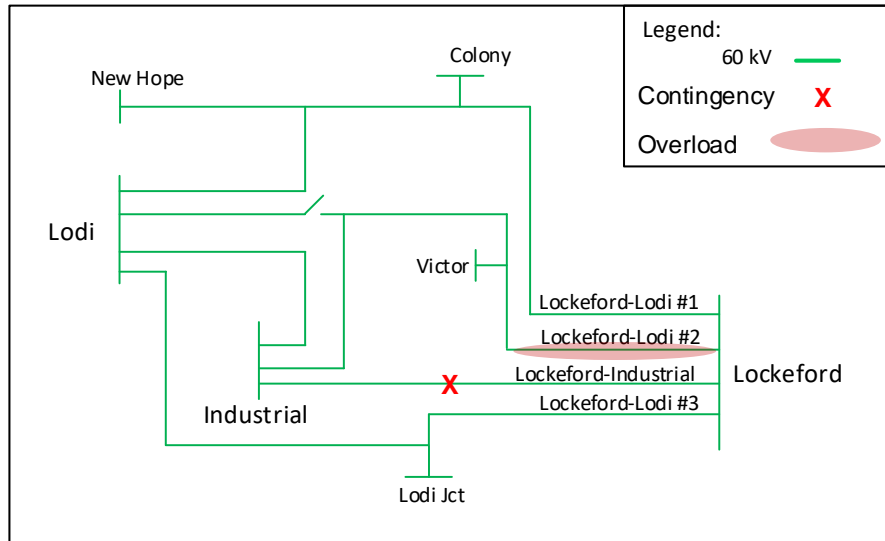 Legend:
60 kV
Contingency X
Overload
Colony
New Hope
Lodi
Victor
Lockeford-Lodi #1
Lockeford-Lodi #2
Lockeford-Industrial
Lockeford
X
Lockeford-Lodi #3
Industrial
Lodi Jct